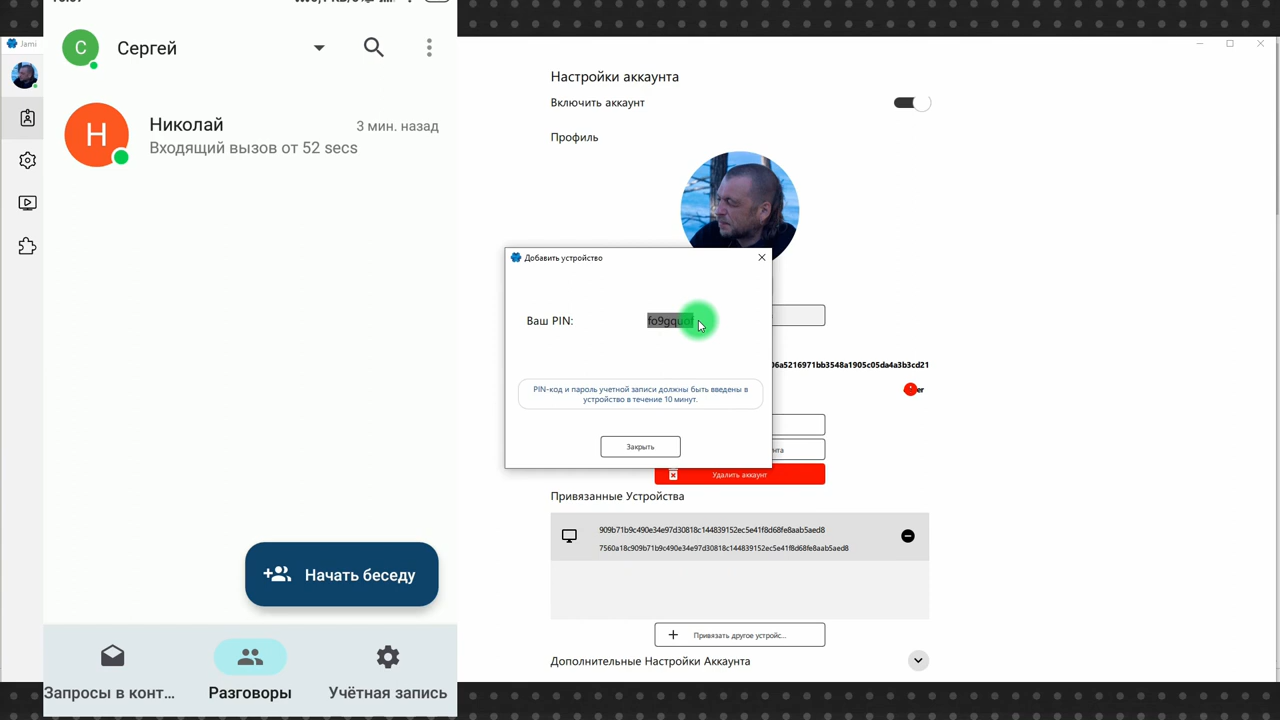 Сергей
Николай
3 мин. назад
Входящий вызов от 52 secs
Начать беседу
Запросы в конт...
Разговоры
Учётная запись
Jami
Настройки аккаунта
Включить аккаунт
Профиль
Добавить устройство
Ваш PIN:
PIN-код и пароль учетной записи должны быть введены в
устройство в течение 10 минут.
Закрыть
Удалить аккаунт
Привязанные Устройства
909b71b9c490e34e97d30818c144839152ec5e41f8d68fe8aab5aed8
7560a18c909b71b9c490e34e97d30818c144839152ec5e41f8d68fe8aab5aed8
Привязать другое устройс...
Дополнительные Настройки Аккаунта